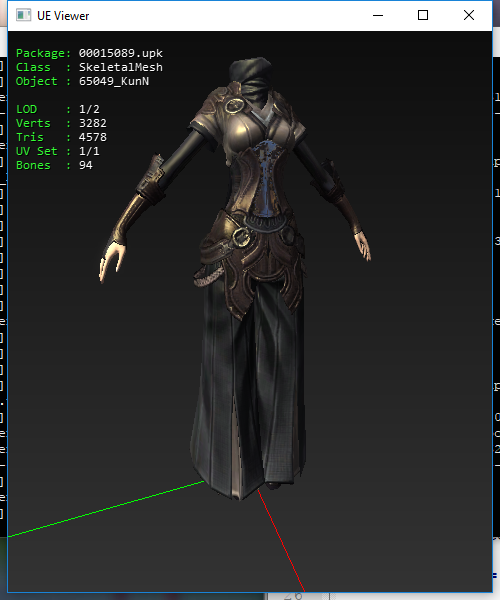 UE Viewer
Package: 00015089.upk
Class : SkeletalMesh
Object : 65049_KunN
LOD : 1/2
Verts : 3282
Tris : 4578
UV Set : 1/1
Bones : 94